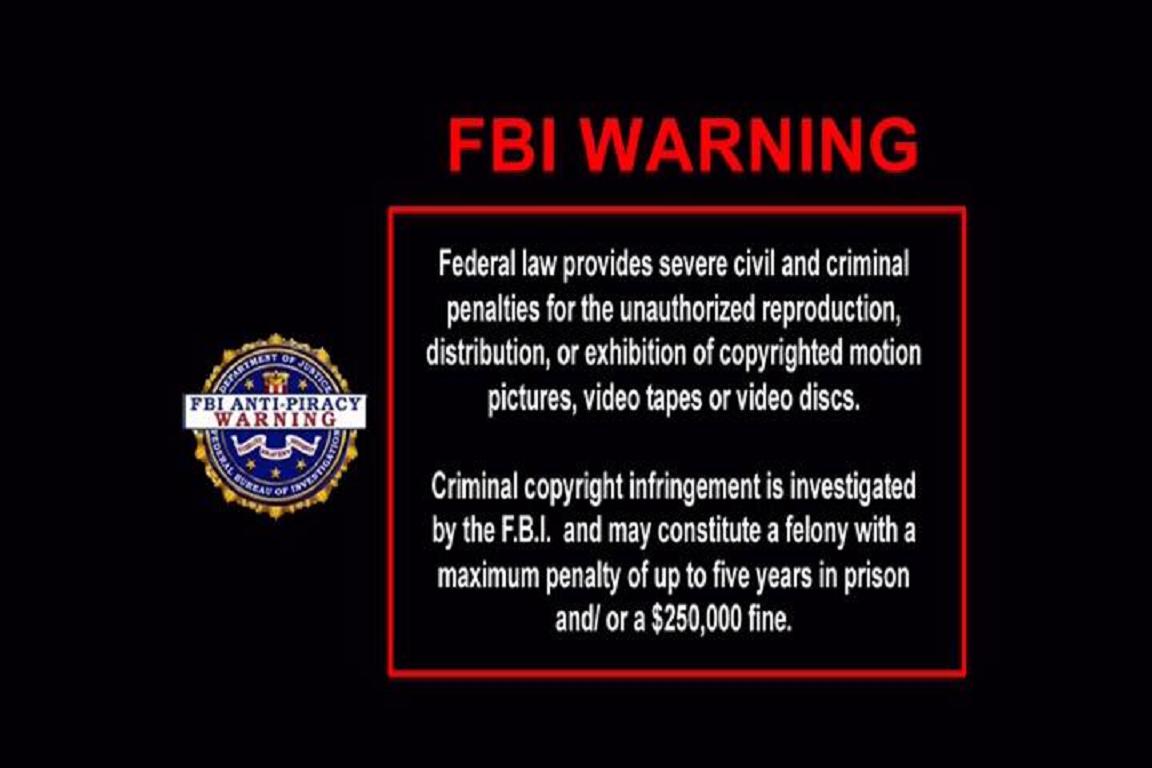 FBI WARNING
Federal law provides severe civil and criminal
penalties for the unauthorized reproduction,
distribution, or exhibition of copyrighted motion
pictures, video tapes or video discs.
Criminal copyright infringement is investigated
by the F.B.I.  and may constitute a felony with a
maximum penalty of up to five years in prison
and/ or a $250,000 fine.
DEPARTMENT OF JUSTICE
FBI ANTI-PIRACY
WARNING
FEDERAL BUREAU OF INVESTIGATION